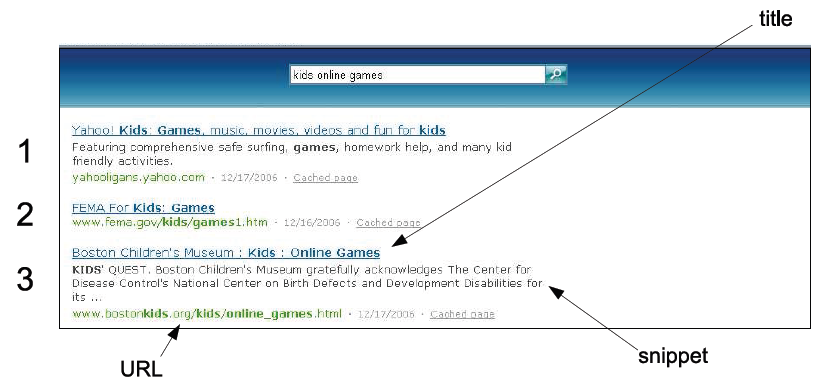 title
kids online games
Yahoo! Kids: Games, music, movies, videos and fun for kids
1
Featuring comprehensive safe surfing, games, homework help, and many kid
friendly activities.
yahooligans.yahoo.com · 12/17/2006 · Cached page
2
FEMA For Kids: Games
www.fema.gov/kids/games1.htm · 12/16/2006 · Cached page
Boston Children's Museum : Kids : Online Games
3
KIDS' QUEST. Boston Children's Museum gratefully acknowledges The Center for
Disease Control's National Center on Birth Defects and Development Disabilities for
its ...
www.bostonkids.org/kids/online_games.html · 12/17/2006 · Cached page
URL
snippet